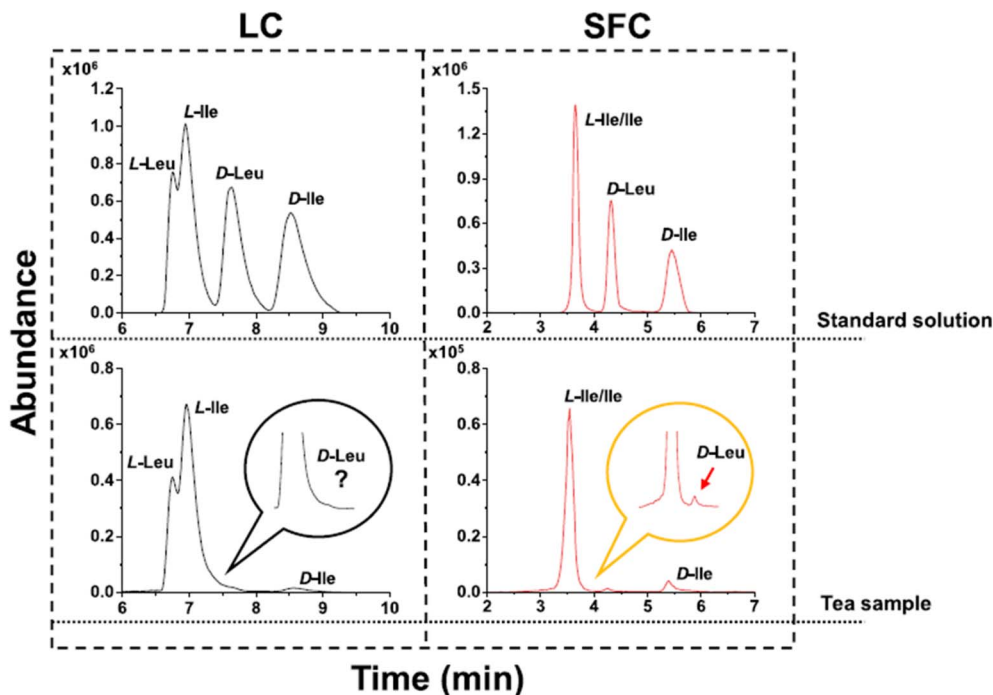 LC
SFC
x10⁶
1.2
1.0
0.8
0.6
0.4
0.2
0.0
L-Leu
L-Ile
D-Leu
D-Ile
6 7 8 9 10
x10⁶
1.5
1.2
0.9
0.6
0.3
0.0
L-Ile/Ile
D-Leu
D-Ile
2 3 4 5 6 7
Standard solution
Abundance
x10⁶
0.8
0.6
0.4
0.2
0.0
L-Leu
L-Ile
D-Leu
?
D-Ile
6 7 8 9 10
x10⁵
0.8
0.6
0.4
0.2
0.0
L-Ile/Ile
D-Leu
D-Ile
2 3 4 5 6 7
Tea sample
Time (min)